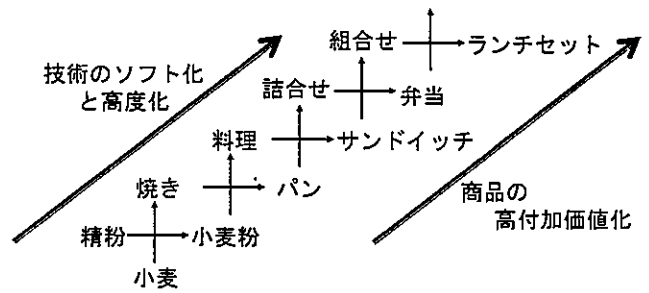 組合せ
ランチセット
技術のソフト化
と高度化
詰合せ
弁当
料理
サンドイッチ
焼き
パン
商品の
高付加価値化
精粉
小麦粉
小麦